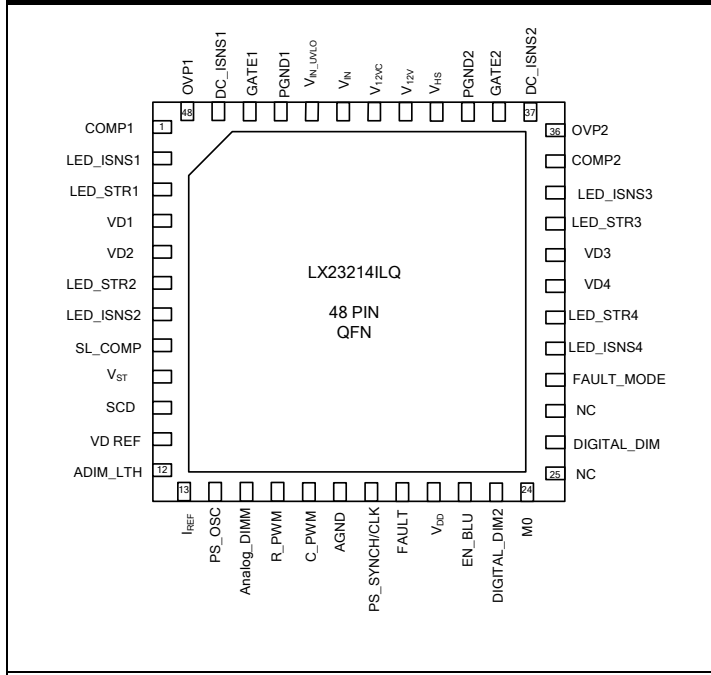 OVP1
DC_ISNS1
GATE1
PGND1
VIN_UVLO
VIN
V12VC
V12V
VHS
PGND2
GATE2
DC_ISNS2
48
37
COMP1
LED_ISNS1
LED_STR1
VD1
VD2
LED_STR2
LED_ISNS2
SL_COMP
VST
SCD
VD REF
ADIM_LTH
1
12
LX23214ILQ
48 PIN
QFN
36
25
OVP2
COMP2
LED_ISNS3
LED_STR3
VD3
VD4
LED_STR4
LED_ISNS4
FAULT_MODE
NC
DIGITAL_DIM
NC
13
24
IREF
PS_OSC
Analog_DIMM
R_PWM
C_PWM
AGND
PS_SYNCH/CLK
FAULT
VDD
EN_BLU
DIGITAL_DIM2
M0